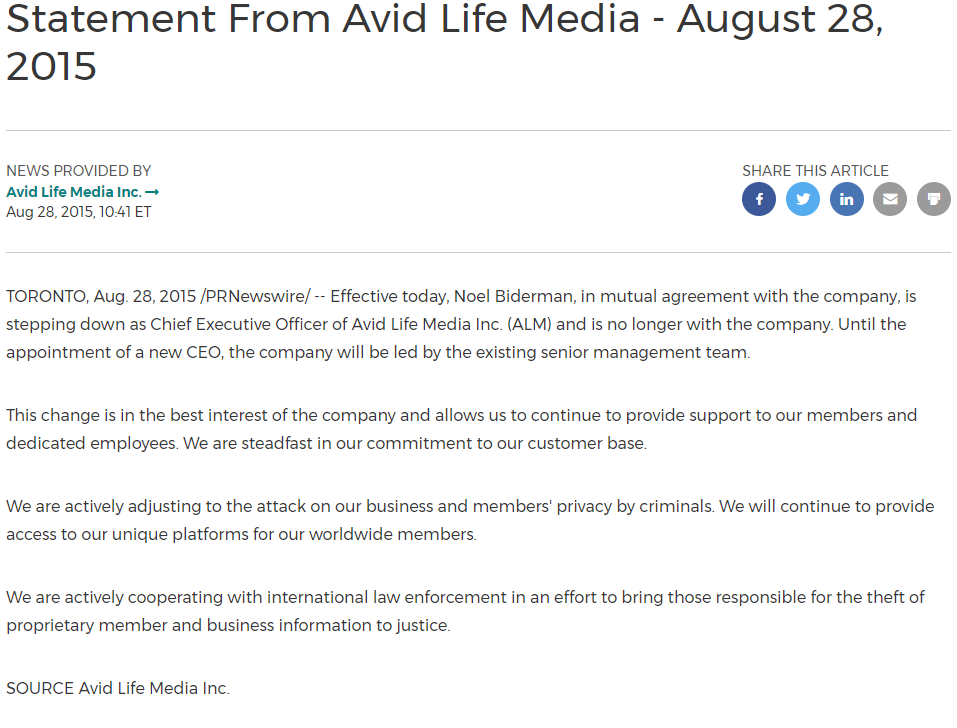 Statement From Avid Life Media - August 28,
2015
NEWS PROVIDED BY
Avid Life Media Inc. →
Aug 28, 2015, 10:41 ET
SHARE THIS ARTICLE
f
in
TORONTO, Aug. 28, 2015 /PRNewswire/ -- Effective today, Noel Biderman, in mutual agreement with the company, is
stepping down as Chief Executive Officer of Avid Life Media Inc. (ALM) and is no longer with the company. Until the
appointment of a new CEO, the company will be led by the existing senior management team.
This change is in the best interest of the company and allows us to continue to provide support to our members and
dedicated employees. We are steadfast in our commitment to our customer base.
We are actively adjusting to the attack on our business and members' privacy by criminals. We will continue to provide
access to our unique platforms for our worldwide members.
We are actively cooperating with international law enforcement in an effort to bring those responsible for the theft of
proprietary member and business information to justice.
SOURCE Avid Life Media Inc.